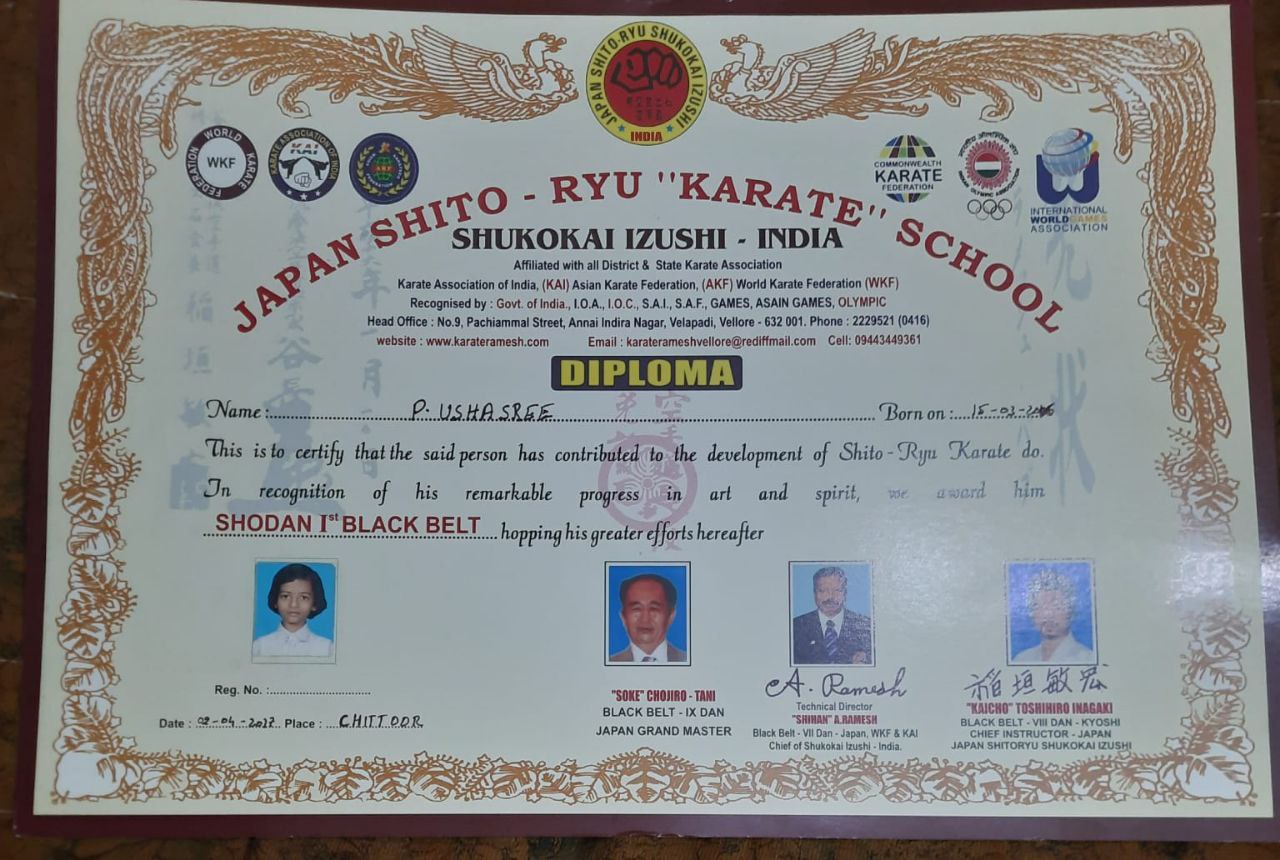 JAPAN SHITO-RYU SHUKOKAI IZUSHI
INDIA
WORLD KARATE FEDERATION
WKF
KARATE ASSOCIATION OF INDIA
KAI
COMMONWEALTH
KARATE
FEDERATION
INTERNATIONAL
WORLDGAMES
ASSOCIATION
JAPAN SHITO - RYU "KARATE" SCHOOL
SHUKOKAI IZUSHI - INDIA
Affiliated with all District & State Karate Association
Karate Association of India, (KAI) Asian Karate Federation, (AKF) World Karate Federation (WKF)
Recognised by : Govt. of India., I.O.A., I.O.C., S.A.I., S.A.F., GAMES, ASAIN GAMES, OLYMPIC
Head Office : No.9, Pachiammal Street, Annai Indira Nagar, Velapadi, Vellore - 632 001. Phone : 2229521 (0416)
website : www.karateramesh.com Email : karaterameshvellore@rediffmail.com Cell: 09443449361
DIPLOMA
Name : P. USHASREE Born on : 15-03-
This is to certify that the said person has contributed to the development of Shito - Ryu Karate do.
In recognition of his remarkable progress in art and spirit, we award him
SHODAN Ist BLACK BELT hopping his greater efforts hereafter
Reg. No. :
Date : 02-04-2017 Place : CHITTOOR
"SOKE" CHOJIRO - TANI
BLACK BELT - IX DAN
JAPAN GRAND MASTER
A. Ramesh
Technical Director
"SHIHAN" A.RAMESH
Black Belt - VII Dan - Japan, WKF & KAI
Chief of Shukokai Izushi - India.
稲垣敏宏
"KAICHO" TOSHIHIRO INAGAKI
BLACK BELT - VIII DAN - KYOSHI
CHIEF INSTRUCTOR - JAPAN
JAPAN SHITORYU SHUKOKAI IZUSHI